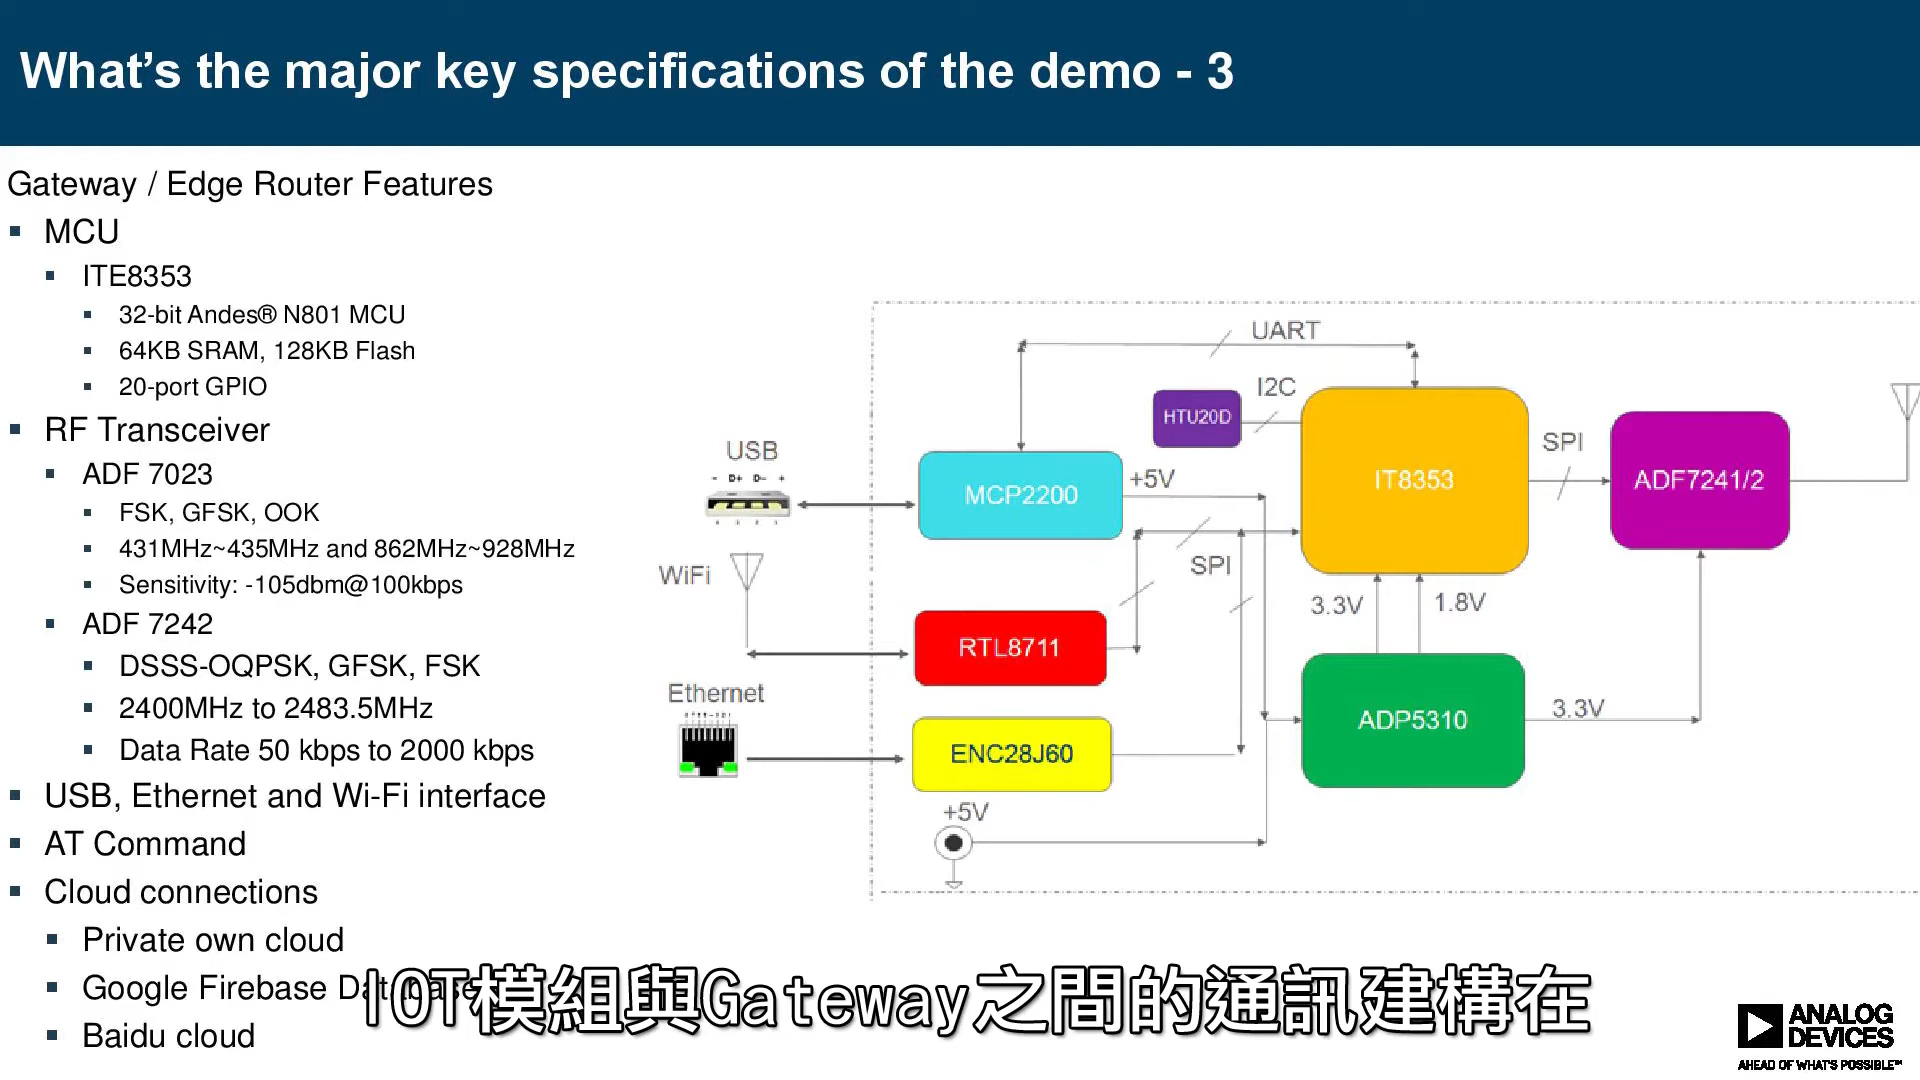 What's the major key specifications of the demo - 3
Gateway / Edge Router Features
MCU
ITE8353
32-bit Andes® N801 MCU
64KB SRAM, 128KB Flash
20-port GPIO
RF Transceiver
ADF 7023
FSK, GFSK, OOK
431MHz~435MHz and 862MHz~928MHz
Sensitivity: -105dbm@100kbps
ADF 7242
DSSS-OQPSK, GFSK, FSK
2400MHz to 2483.5MHz
Data Rate 50 kbps to 2000 kbps
USB, Ethernet and Wi-Fi interface
AT Command
Cloud connections
Private own cloud
Google Firebase Database
Baidu cloud
UART
I2C
HTU20D
IT8353
SPI
ADF7241/2
USB
- D+ D- +
MCP2200
+5V
WiFi
SPI
3.3V
1.8V
RTL8711
Ethernet
ENC28J60
ADP5310
3.3V
+5V
IOT模組與Gateway之間的通訊建構在
ANALOG
DEVICES
AHEAD OF WHAT'S POSSIBLE™